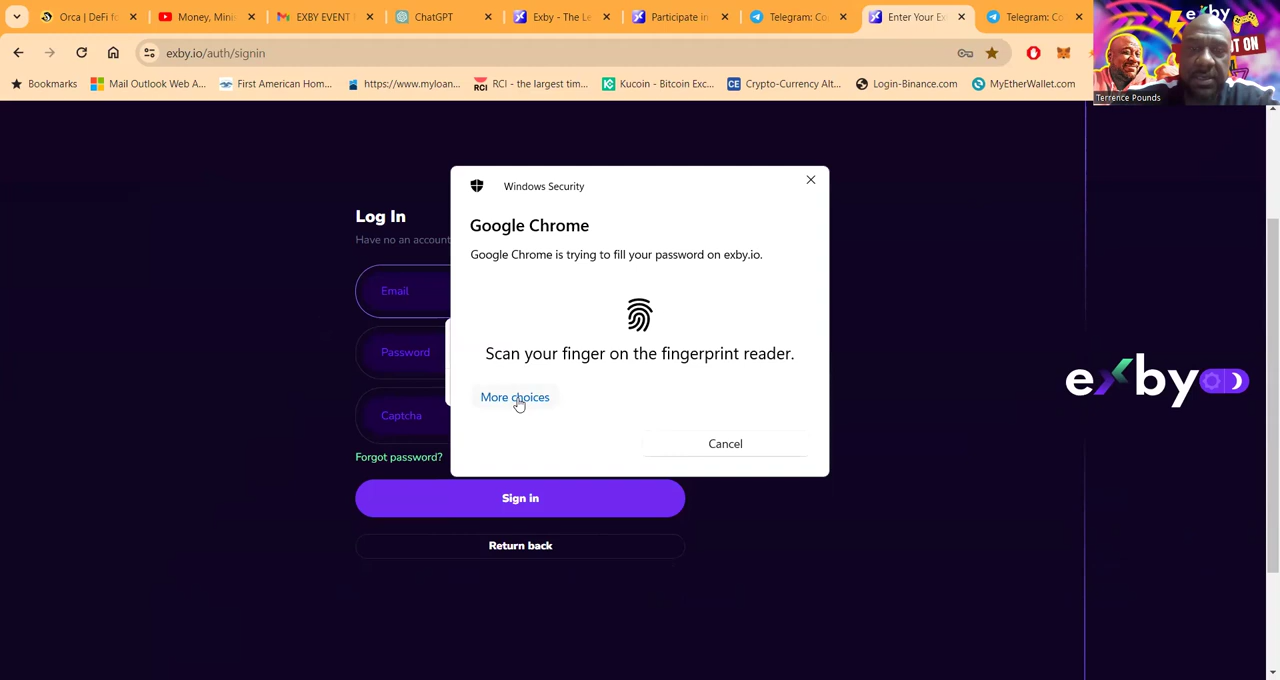 Orca | DeFi fo
Money, Mini
EXBY EVENT
ChatGPT
Exby - The Le
Participate in
Telegram: Co
Enter Your Ex
Telegram: Co
exby.io/auth/signin
Bookmarks
Mail Outlook Web A...
First American Hom...
https://www.myloan...
RCI
RCI - the largest tim...
Kucoin - Bitcoin Exc...
CE
Crypto-Currency Alt...
Login-Binance.com
MyEtherWallet.com
Terrence Pounds
Windows Security
Google Chrome
Google Chrome is trying to fill your password on exby.io.
Scan your finger on the fingerprint reader.
More choices
Cancel
Log In
Have no an account
Email
Password
Captcha
Forgot password?
Sign in
Return back
exby